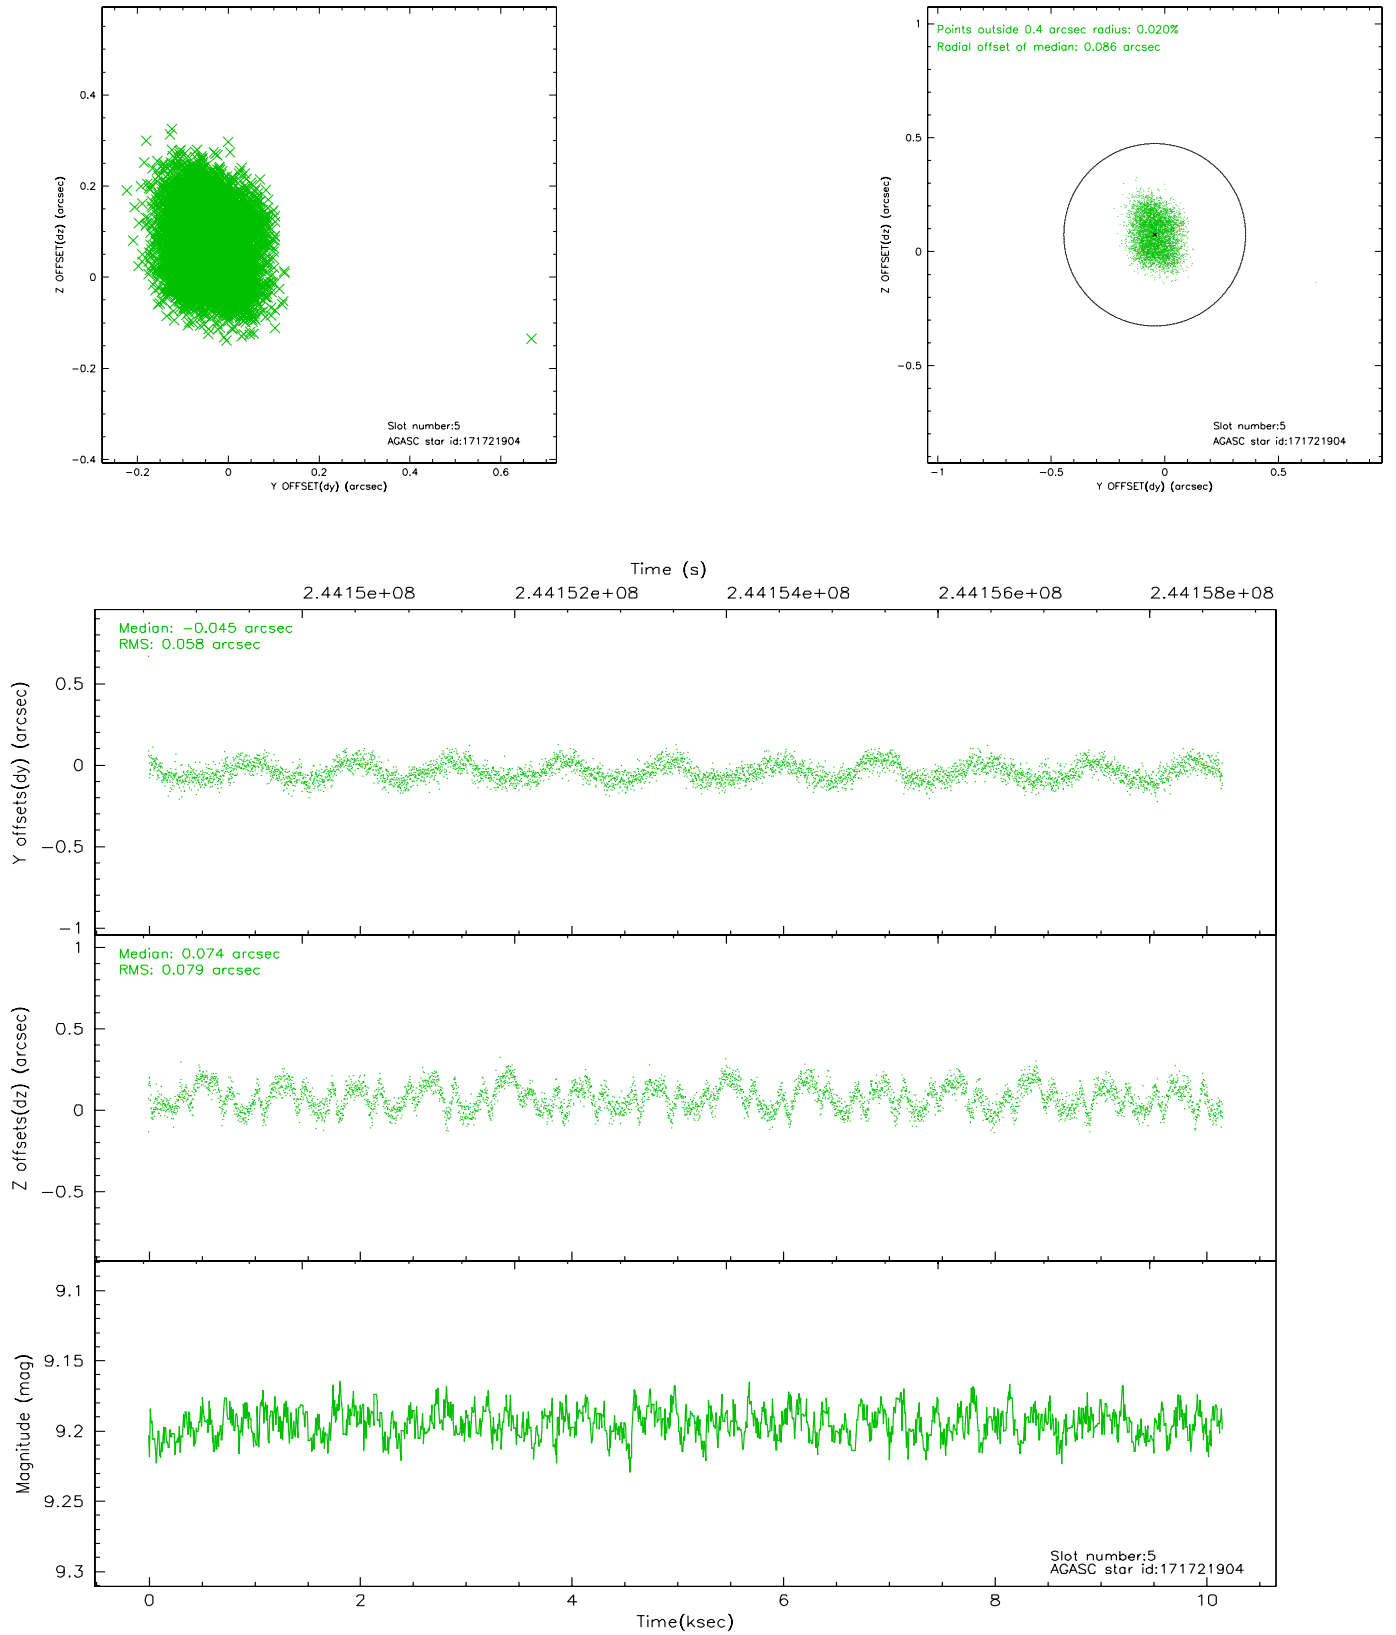 0.4
0.2
0
-0.2
-0.4
Z OFFSET(dz) (arcsec)
Slot number:5
AGASC star id:171721904
-0.2 0 0.2 0.4 0.6
Y OFFSET(dy) (arcsec)
Points outside 0.4 arcsec radius: 0.020%
Radial offset of median: 0.086 arcsec
1
0.5
0
-0.5
Z OFFSET(dz) (arcsec)
Slot number:5
AGASC star id:171721904
-1 -0.5 0 0.5
Y OFFSET(dy) (arcsec)
Time (s)
2.4415e+08 2.44152e+08 2.44154e+08 2.44156e+08 2.44158e+08
Median: -0.045 arcsec
RMS: 0.058 arcsec
0.5
0
-0.5
-1
Y offsets(dy) (arcsec)
Median: 0.074 arcsec
RMS: 0.079 arcsec
1
0.5
0
-0.5
Z offsets(dz) (arcsec)
9.1
9.15
9.2
9.25
9.3
Magnitude (mag)
Slot number:5
AGASC star id:171721904
0 2 4 6 8 10
Time(ksec)